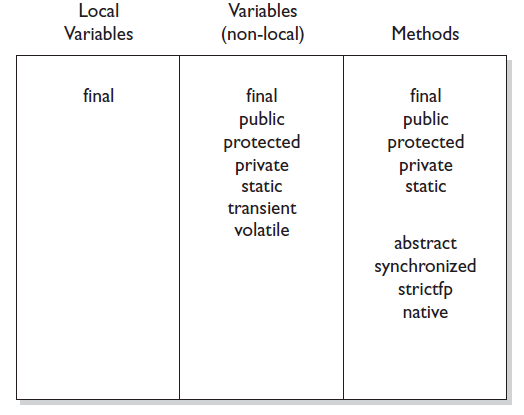 Local
Variables
Variables
(non-local)
Methods
final
final
public
protected
private
static
transient
volatile
final
public
protected
private
static
abstract
synchronized
strictfp
native